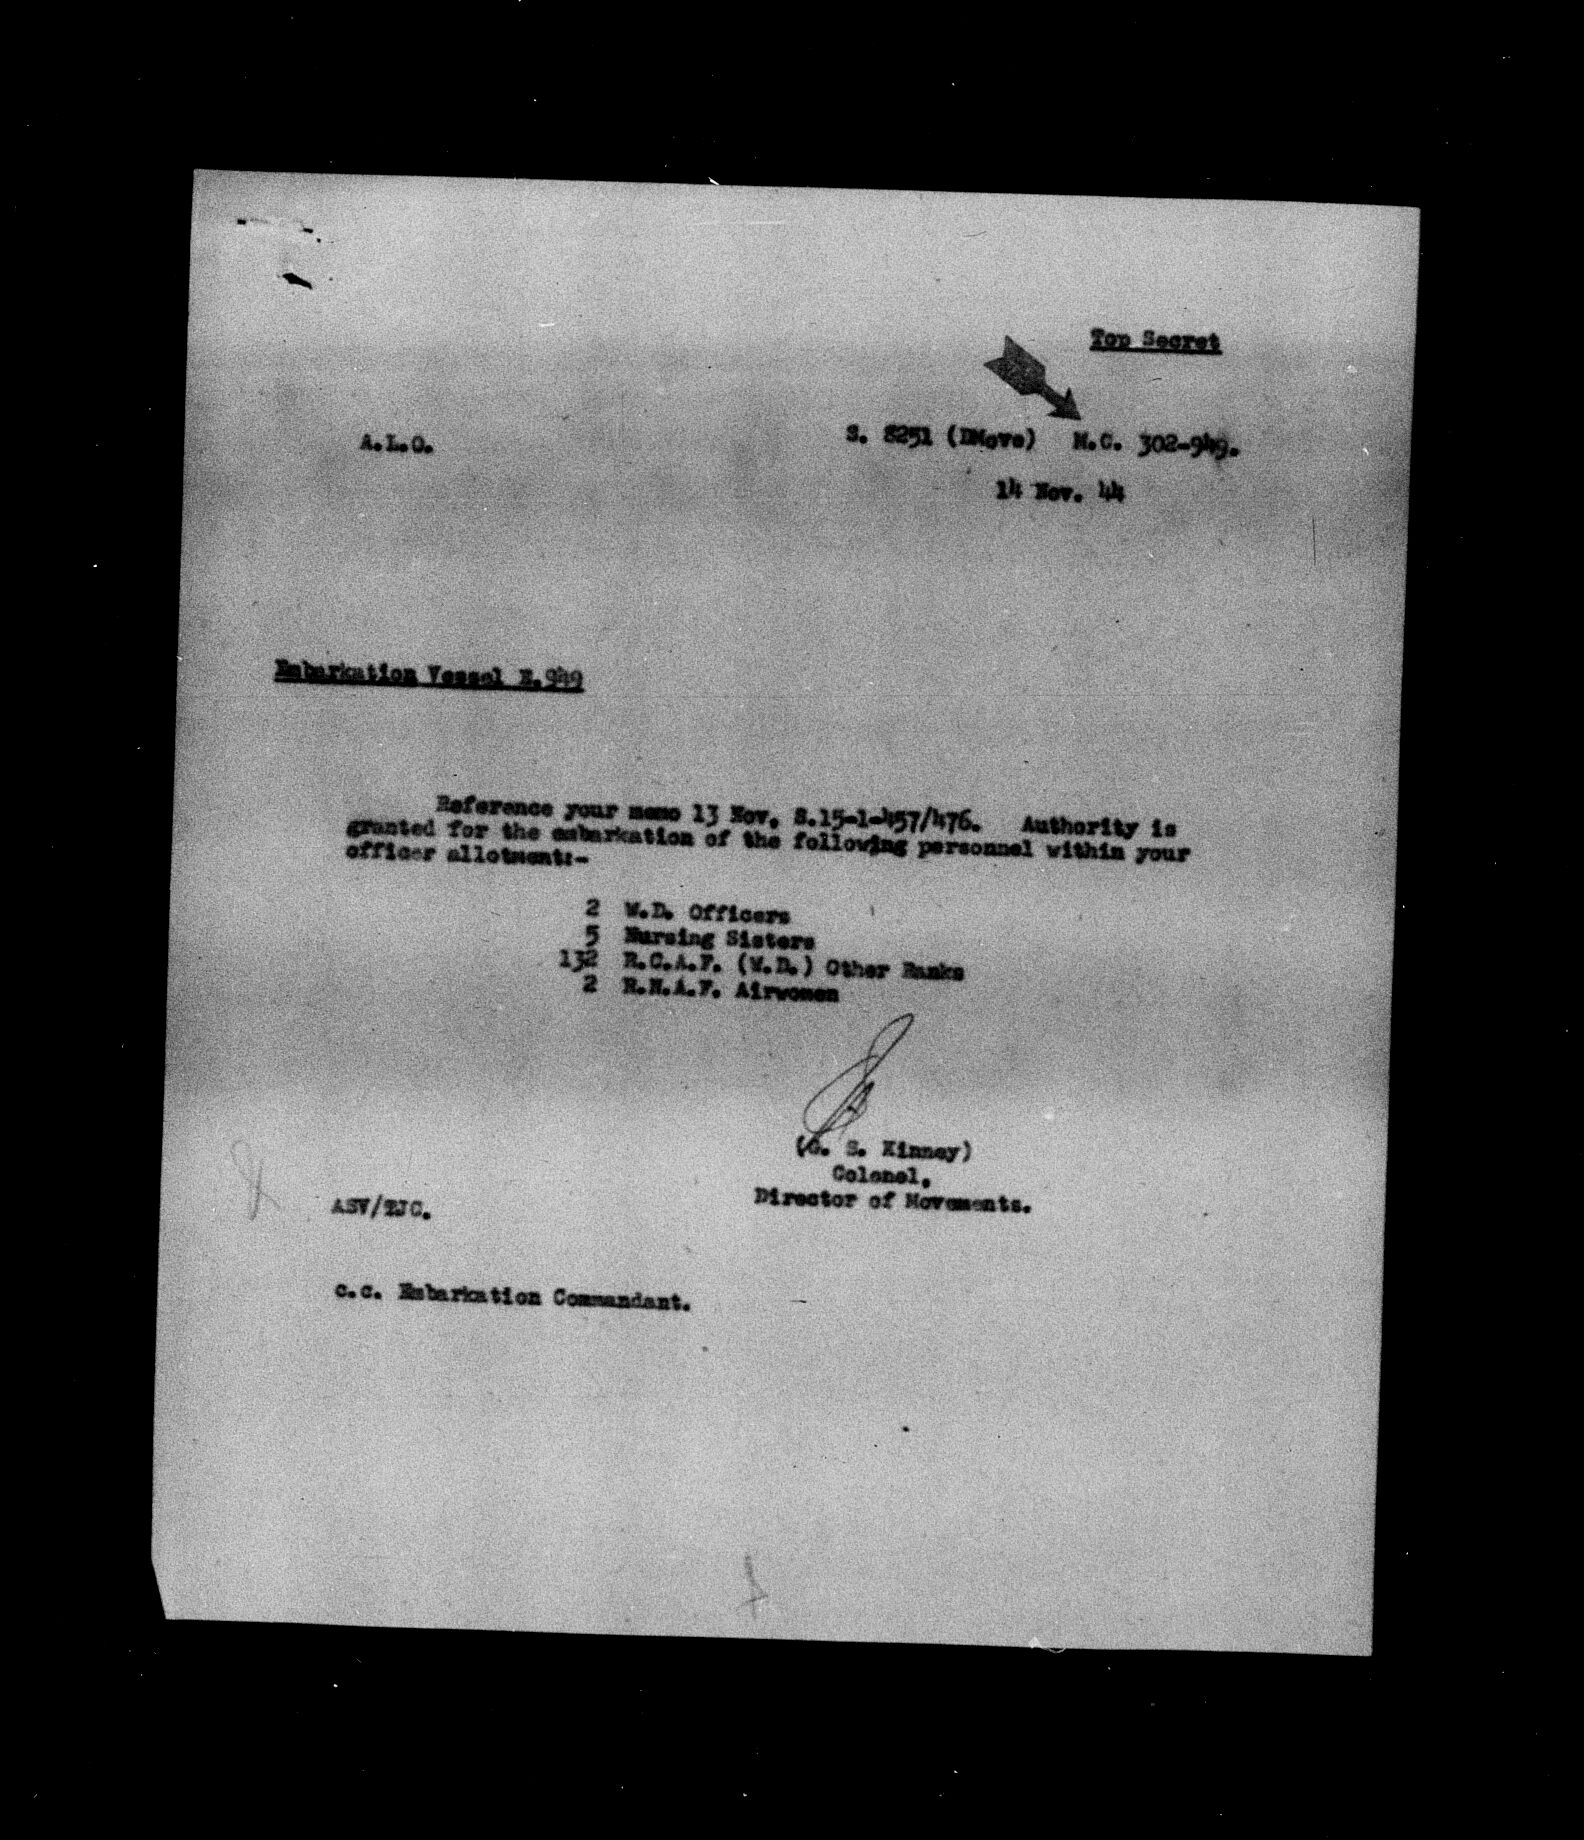 Top Secret
A.L.O.
S. 8251 (DMove) M.C. 302-949.
14 Nov. 44
Embarkation Vessel E.949
Reference your memo 13 Nov. S.15-1-457/476. Authority is
granted for the embarkation of the following personnel within your
officer allotment:-
2 W.D. Officers
5 Nursing Sisters
132 R.C.A.F. (W.D.) Other Ranks
2 R.N.A.F. Airwomen
(G. S. Kinney)
Colonel,
Director of Movements.
ASV/EJC.
c.c. Embarkation Commandant.